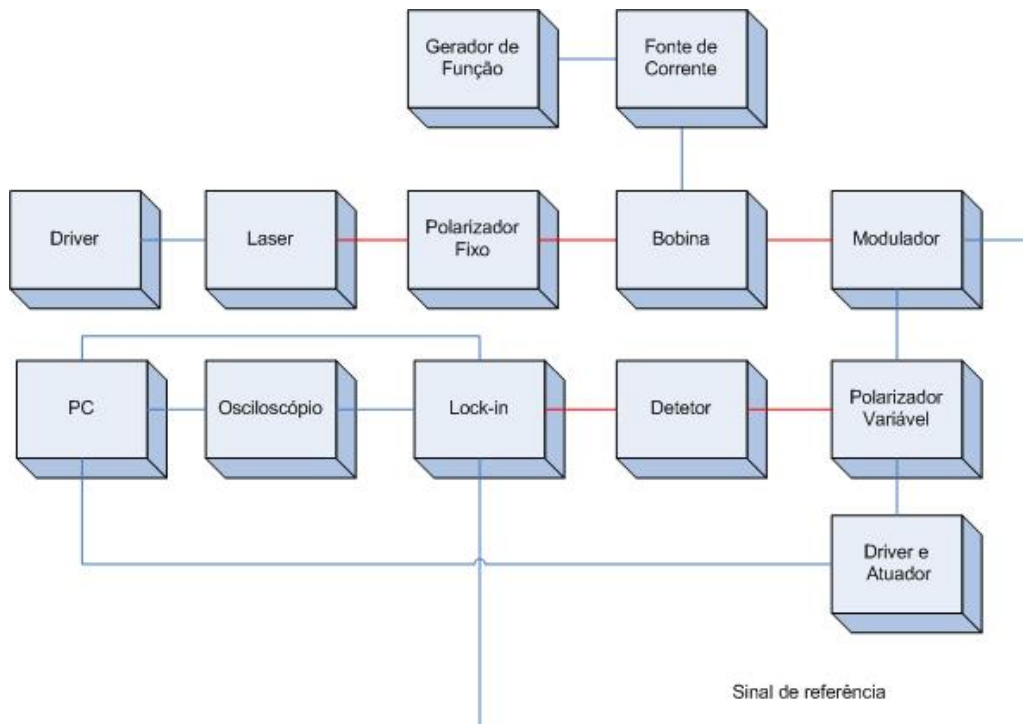 Gerador de
Função
Fonte de
Corrente
Driver
Laser
Polarizador
Fixo
Bobina
Modulador
PC
Osciloscópio
Lock-in
Detetor
Polarizador
Variável
Driver e
Atuador
Sinal de referência